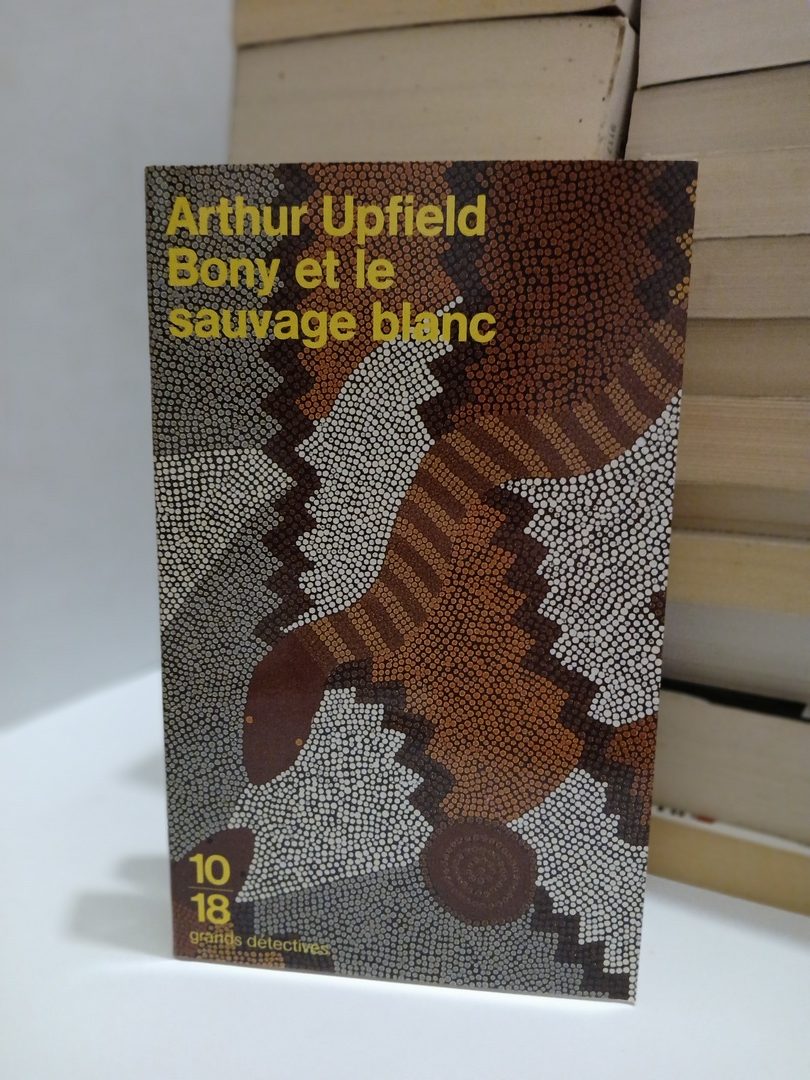 Arthur Upfield
Bony et le
sauvage blanc
10
18
grands détectives